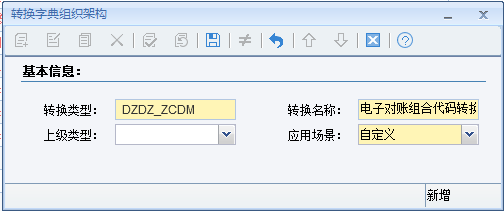 转换字典组织架构
基本信息：
转换类型： DZDZ_ZCDM 转换名称： 电子对账组合代码转换
上级类型： 应用场景： 自定义
新增